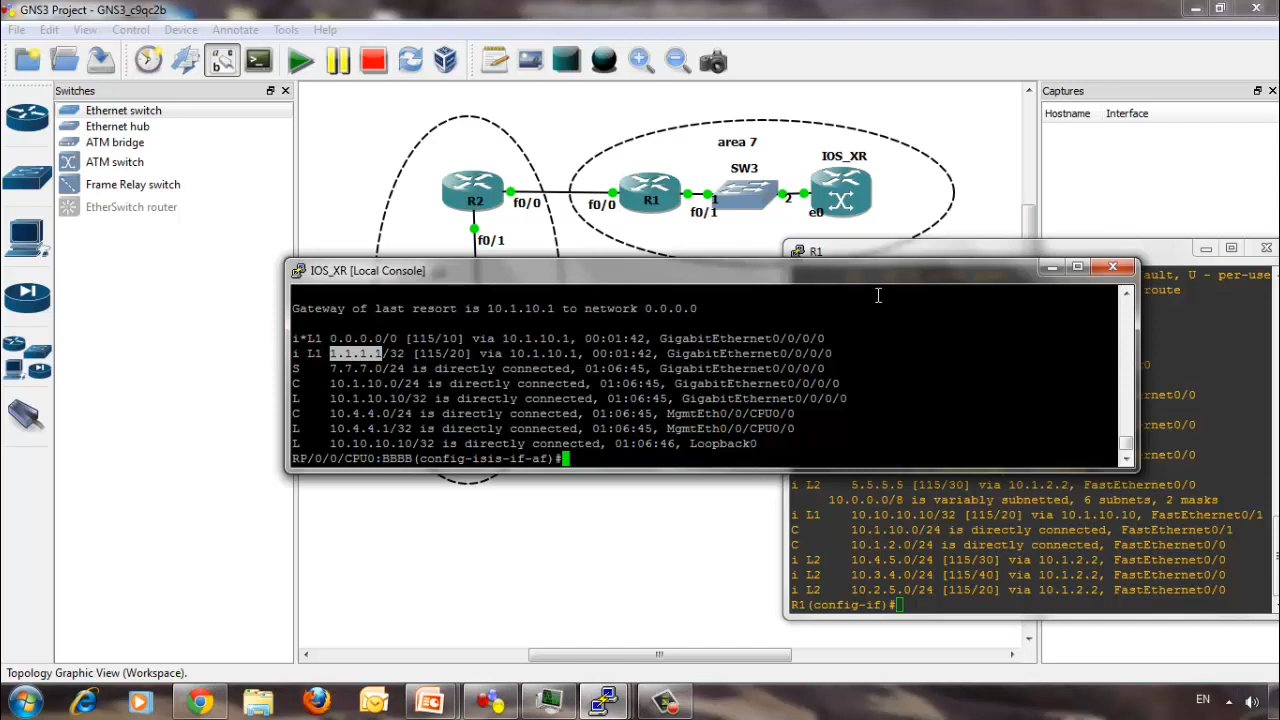 GNS3 Project - GNS3_c9qc2b
File Edit View Control Device Annotate Tools Help
Switches
Ethernet switch
Ethernet hub
ATM bridge
ATM switch
Frame Relay switch
EtherSwitch router
area 7
SW3
IOS_XR
R2
f0/0
f0/0
R1
f0/1
1
2
e0
f0/1
Captures
Hostname Interface
R1
ault, U - per-use
route
0
et0/0
et0/0
et0/0
et0/0
IOS_XR [Local Console]
Gateway of last resort is 10.1.10.1 to network 0.0.0.0
i*L1 0.0.0.0/0 [115/10] via 10.1.10.1, 00:01:42, GigabitEthernet0/0/0/0
i L1 1.1.1.1/32 [115/20] via 10.1.10.1, 00:01:42, GigabitEthernet0/0/0/0
S 7.7.7.0/24 is directly connected, 01:06:45, GigabitEthernet0/0/0/0
C 10.1.10.0/24 is directly connected, 01:06:45, GigabitEthernet0/0/0/0
L 10.1.10.10/32 is directly connected, 01:06:45, GigabitEthernet0/0/0/0
C 10.4.4.0/24 is directly connected, 01:06:45, MgmtEth0/0/CPU0/0
L 10.4.4.1/32 is directly connected, 01:06:45, MgmtEth0/0/CPU0/0
L 10.10.10.10/32 is directly connected, 01:06:46, Loopback0
RP/0/0/CPU0:BBBB(config-isis-if-af)#
i L2 5.5.5.5 [115/30] via 10.1.2.2, FastEthernet0/0
10.0.0.0/8 is variably subnetted, 6 subnets, 2 masks
i L1 10.10.10.10/32 [115/20] via 10.1.10.10, FastEthernet0/1
C 10.1.10.0/24 is directly connected, FastEthernet0/1
C 10.1.2.0/24 is directly connected, FastEthernet0/0
i L2 10.4.5.0/24 [115/30] via 10.1.2.2, FastEthernet0/0
i L2 10.3.4.0/24 [115/40] via 10.1.2.2, FastEthernet0/0
i L2 10.2.5.0/24 [115/20] via 10.1.2.2, FastEthernet0/0
R1(config-if)#
Topology Graphic View (Workspace).
EN